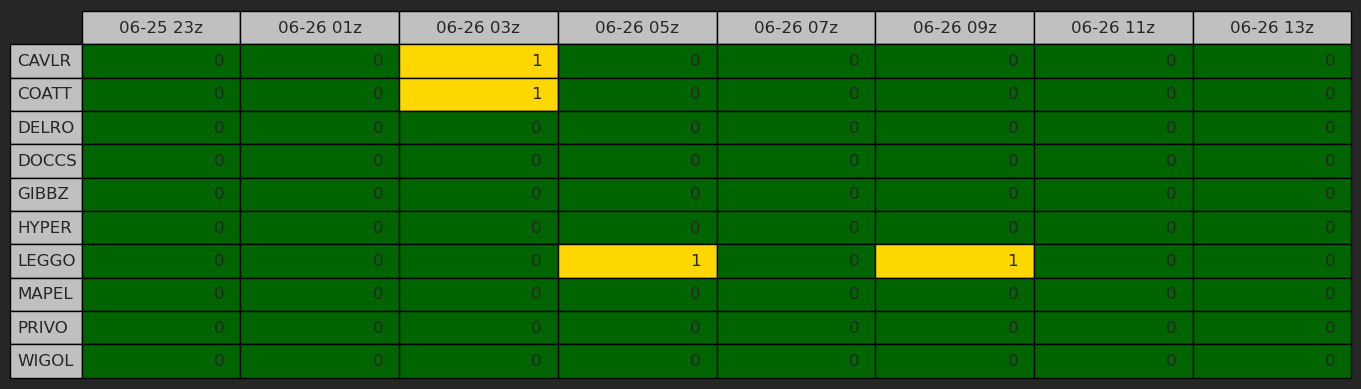 06-25 23z 06-26 01z 06-26 03z 06-26 05z 06-26 07z 06-26 09z 06-26 11z 06-26 13z
CAVLR 0 0 1 0 0 0 0 0
COATT 0 0 1 0 0 0 0 0
DELRO 0 0 0 0 0 0 0 0
DOCCS 0 0 0 0 0 0 0 0
GIBBZ 0 0 0 0 0 0 0 0
HYPER 0 0 0 0 0 0 0 0
LEGGO 0 0 0 1 0 1 0 0
MAPEL 0 0 0 0 0 0 0 0
PRIVO 0 0 0 0 0 0 0 0
WIGOL 0 0 0 0 0 0 0 0